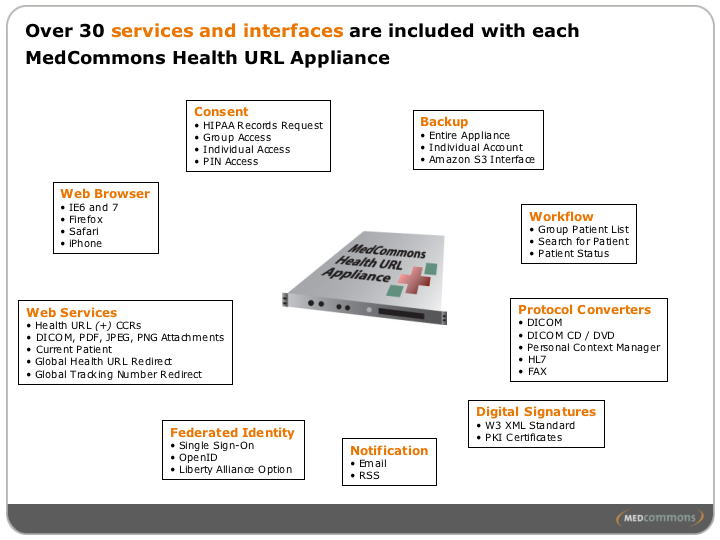 Over 30 services and interfaces are included with each
MedCommons Health URL Appliance
Consent
• HIPAA Records Request
• Group Access
• Individual Access
• PIN Access
Backup
• Entire Appliance
• Individual Account
• Amazon S3 Interface
Web Browser
• IE6 and 7
• Firefox
• Safari
• iPhone
Workflow
• Group Patient List
• Search for Patient
• Patient Status
MedCommons
Health URL
Appliance
Web Services
• Health URL (+) CCRs
• DICOM, PDF, JPEG, PNG Attachments
• Current Patient
• Global Health URL Redirect
• Global Tracking Number Redirect
Protocol Converters
• DICOM
• DICOM CD / DVD
• Personal Context Manager
• HL7
• FAX
Digital Signatures
• W3 XML Standard
• PKI Certificates
Federated Identity
• Single Sign-On
• OpenID
• Liberty Alliance Option
Notification
• Email
• RSS
MEDcommons